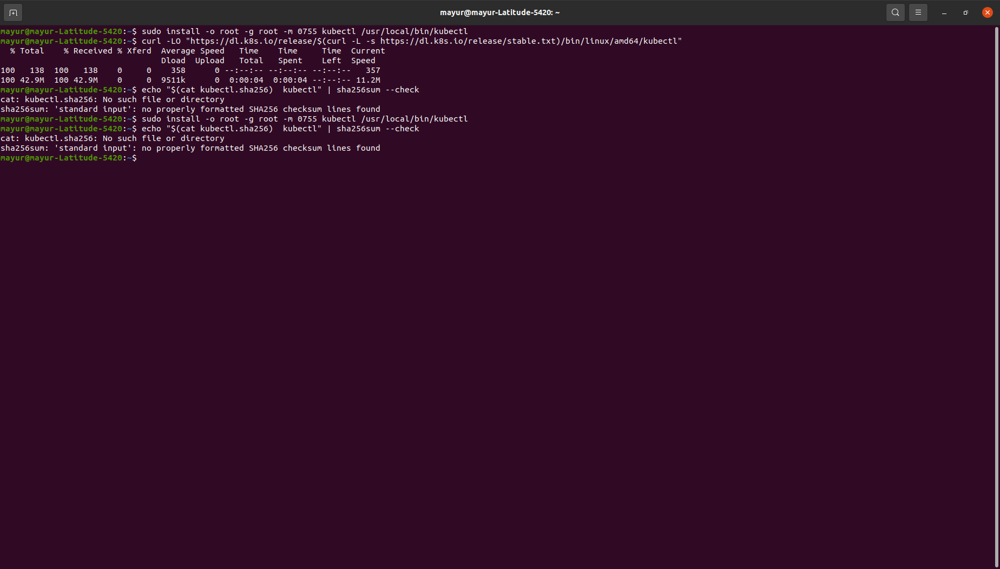 mayur@mayur-Latitude-5420: ~
mayur@mayur-Latitude-5420:~$ sudo install -o root -g root -m 0755 kubectl /usr/local/bin/kubectl
mayur@mayur-Latitude-5420:~$ curl -LO "https://dl.k8s.io/release/$(curl -L -s https://dl.k8s.io/release/stable.txt)/bin/linux/amd64/kubectl"
  % Total    % Received % Xferd  Average Speed   Time    Time     Time  Current
                                 Dload  Upload   Total   Spent    Left  Speed
100   138  100   138    0     0    358      0 --:--:-- --:--:-- --:--:--   357
100 42.9M  100 42.9M    0     0  9511k      0  0:00:04  0:00:04 --:--:-- 11.2M
mayur@mayur-Latitude-5420:~$ echo "$(cat kubectl.sha256)  kubectl" | sha256sum --check
cat: kubectl.sha256: No such file or directory
sha256sum: 'standard input': no properly formatted SHA256 checksum lines found
mayur@mayur-Latitude-5420:~$ sudo install -o root -g root -m 0755 kubectl /usr/local/bin/kubectl
mayur@mayur-Latitude-5420:~$ echo "$(cat kubectl.sha256)  kubectl" | sha256sum --check
cat: kubectl.sha256: No such file or directory
sha256sum: 'standard input': no properly formatted SHA256 checksum lines found
mayur@mayur-Latitude-5420:~$